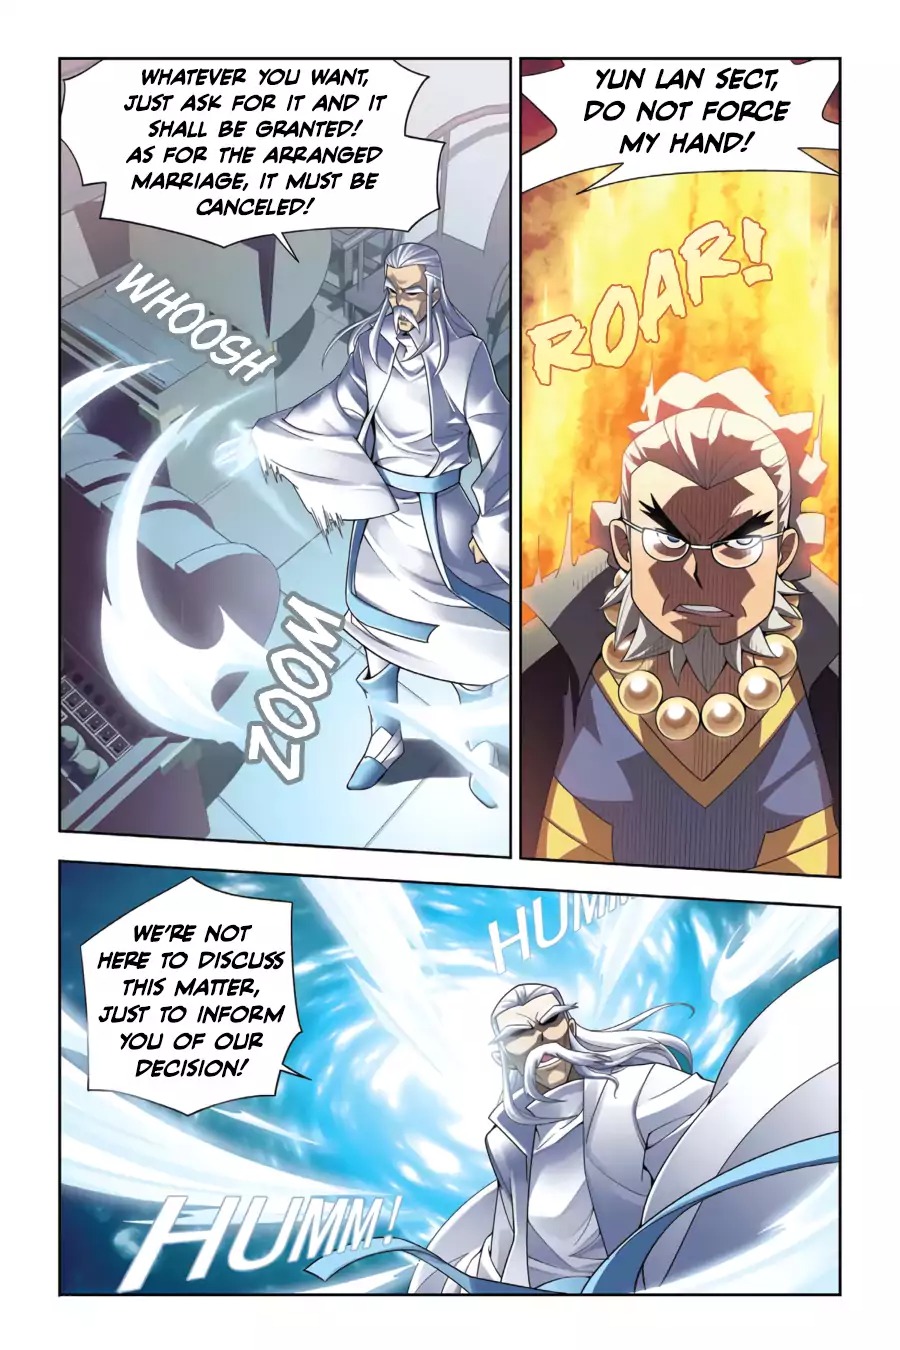 WHATEVER YOU WANT,
JUST ASK FOR IT AND IT
SHALL BE GRANTED!
AS FOR THE ARRANGED
MARRIAGE, IT MUST BE
CANCELED!
WHOOSH
ZOOM
YUN LAN SECT,
DO NOT FORCE
MY HAND!
ROAR!
WE'RE NOT
HERE TO DISCUSS
THIS MATTER,
JUST TO INFORM
YOU OF OUR
DECISION!
HUMM
HUMM!